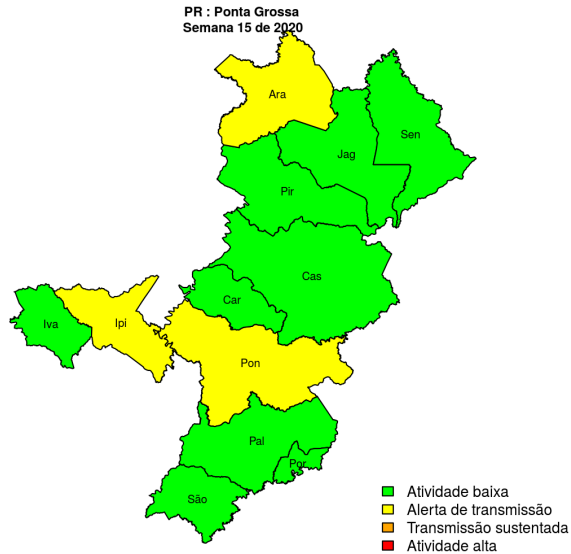 PR : Ponta Grossa
Semana 15 de 2020
Ara
Sen
Jag
Pir
Cas
Car
Iva
Ipi
Pon
Pal
Por
São
Atividade baixa
Alerta de transmissão
Transmissão sustentada
Atividade alta